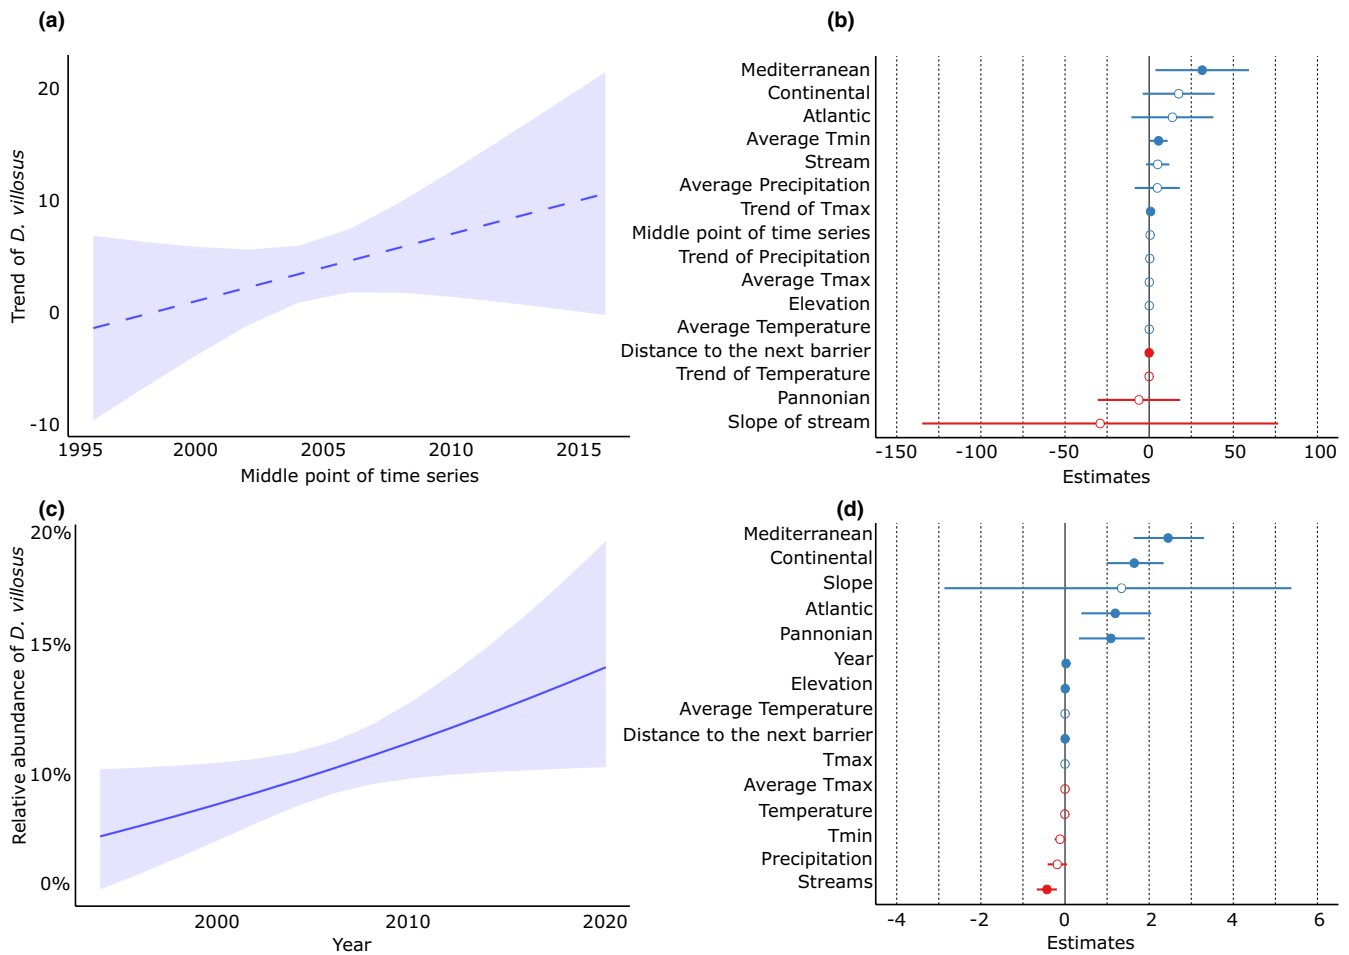 (a)
Trend of D. villosus
20
10
0
-10
1995 2000 2005 2010 2015
Middle point of time series
(b)
Mediterranean
Continental
Atlantic
Average Tmin
Stream
Average Precipitation
Trend of Tmax
Middle point of time series
Trend of Precipitation
Average Tmax
Elevation
Average Temperature
Distance to the next barrier
Trend of Temperature
Pannonian
Slope of stream
-150 -100 -50 0 50 100
Estimates
(c)
Relative abundance of D. villosus
20%
15%
10%
0%
2000 2010 2020
Year
(d)
Mediterranean
Continental
Slope
Atlantic
Pannonian
Year
Elevation
Average Temperature
Distance to the next barrier
Tmax
Average Tmax
Temperature
Tmin
Precipitation
Streams
-4 -2 0 2 4 6
Estimates